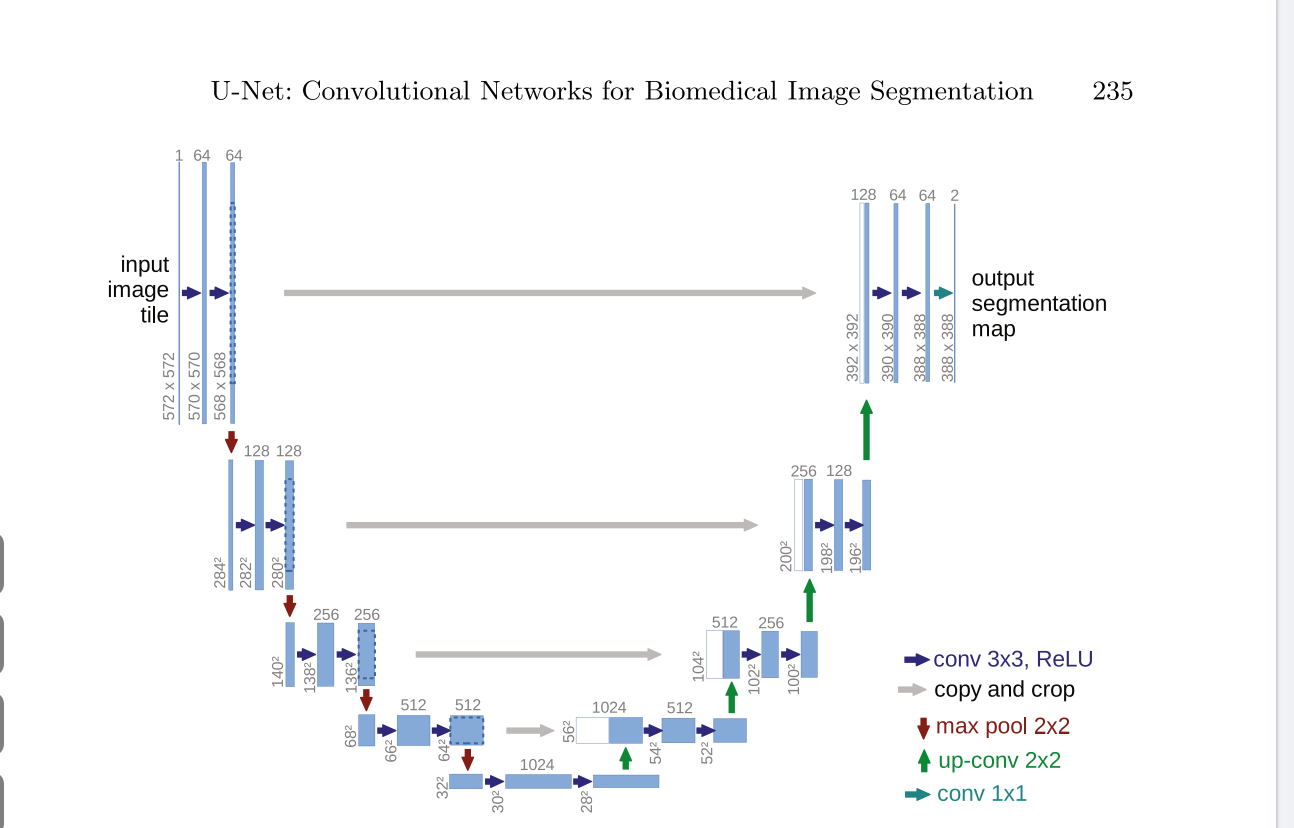 U-Net: Convolutional Networks for Biomedical Image Segmentation 235
1 64 64
128 64 64 2
input
image
tile
output
segmentation
map
572 x 572
570 x 570
568 x 568
392 x 392
390 x 390
388 x 388
388 x 388
128 128
256 128
284²
282²
280²
200²
198²
196²
256 256
512 256
140²
138²
136²
104²
102²
100²
conv 3x3, ReLU
copy and crop
max pool 2x2
up-conv 2x2
conv 1x1
512 512
1024 512
68²
66²
64²
56²
54²
52²
1024
32²
30²
28²